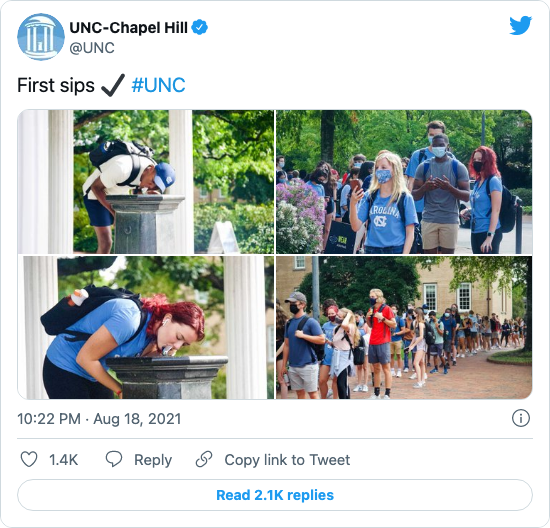 UNC-Chapel Hill
@UNC
First sips ✔️ #UNC
CAROLINA
10:22 PM · Aug 18, 2021
1.4K Reply Copy link to Tweet
Read 2.1K replies